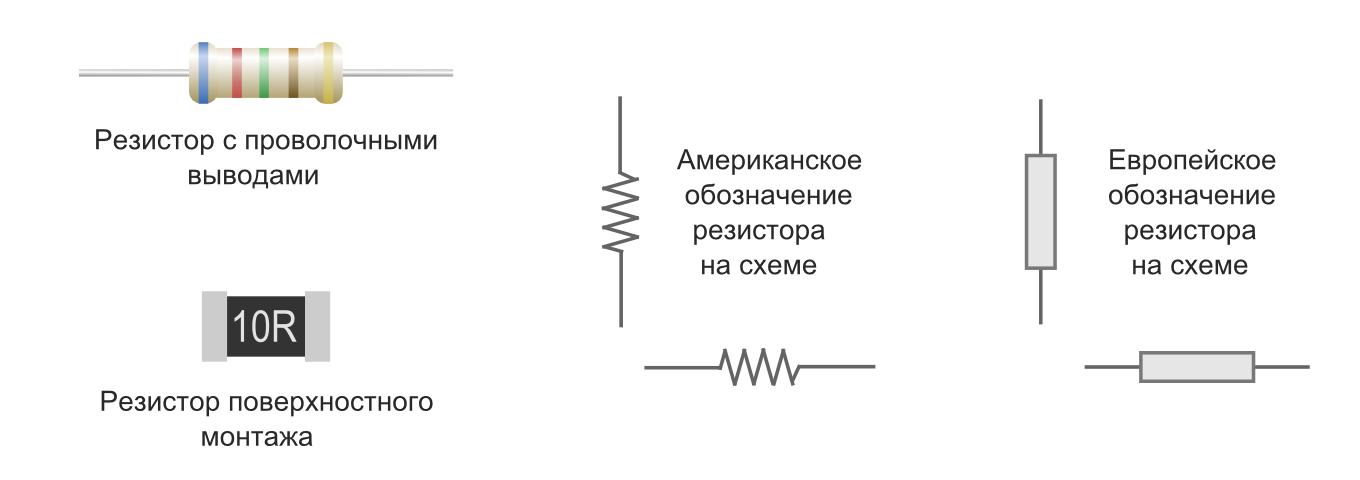 Резистор с проволочными
выводами
10R
Резистор поверхностного
монтажа
Американское
обозначение
резистора
на схеме
Европейское
обозначение
резистора
на схеме